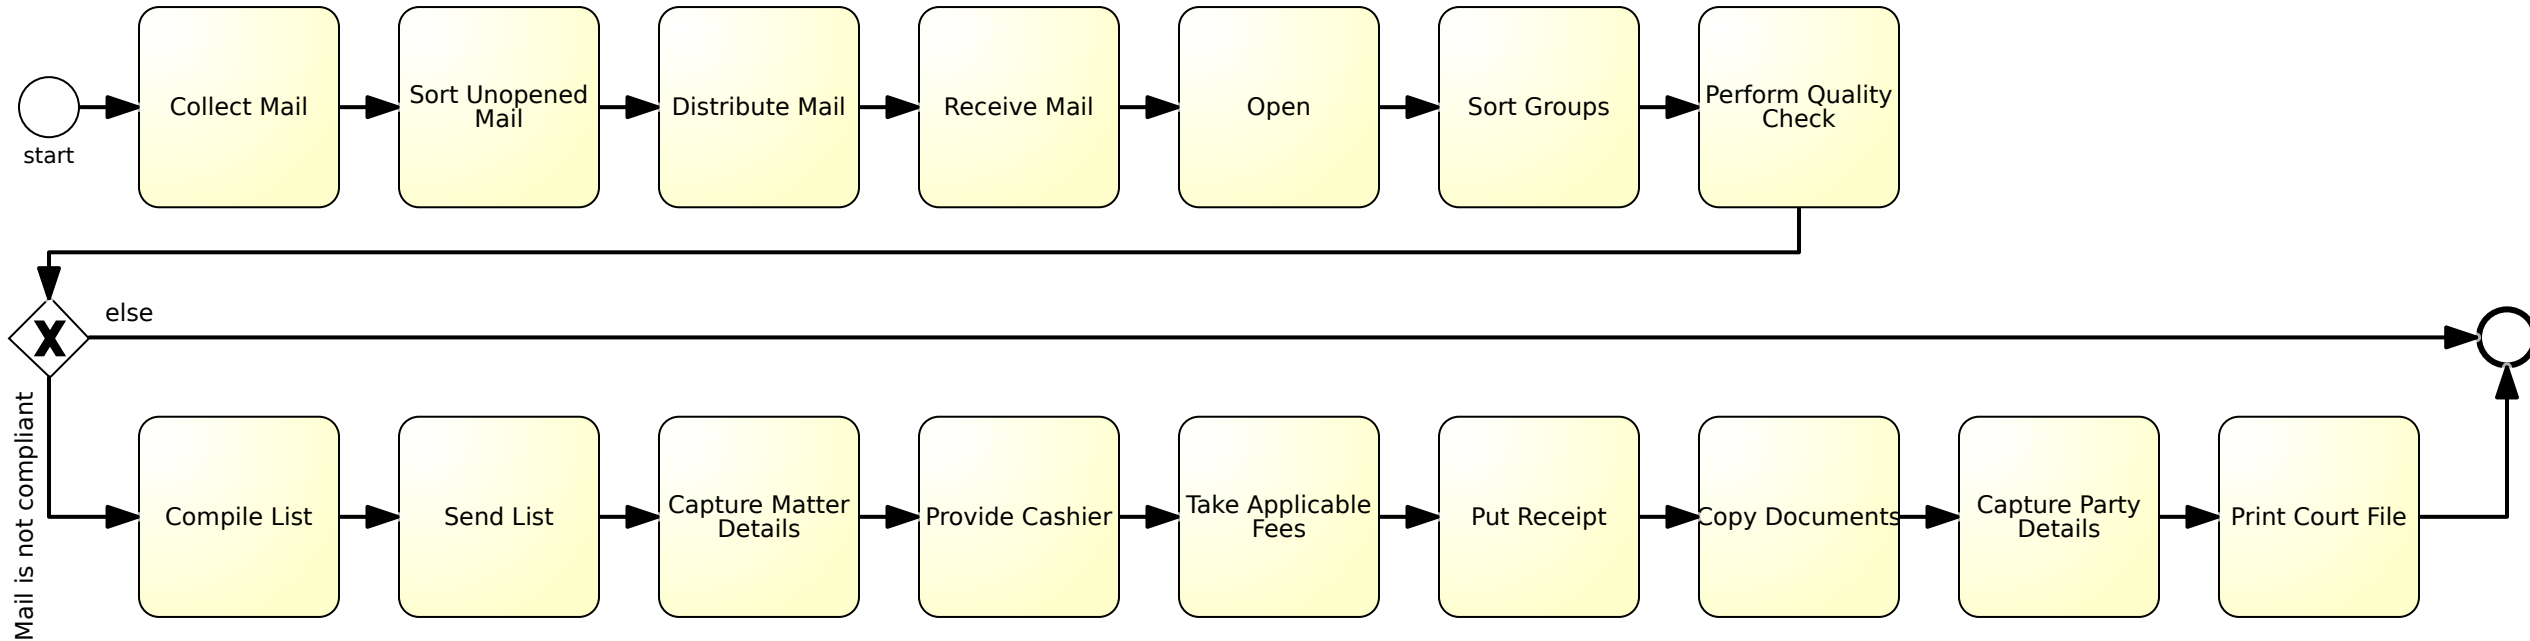 Collect Mail
Sort Unopened
Mail
Distribute Mail
Receive Mail
Open
Sort Groups
Perform Quality
Check
start
else
X
Mail is not compliant
Compile List
Send List
Capture Matter
Details
Provide Cashier
Take Applicable
Fees
Put Receipt
Copy Documents
Capture Party
Details
Print Court File